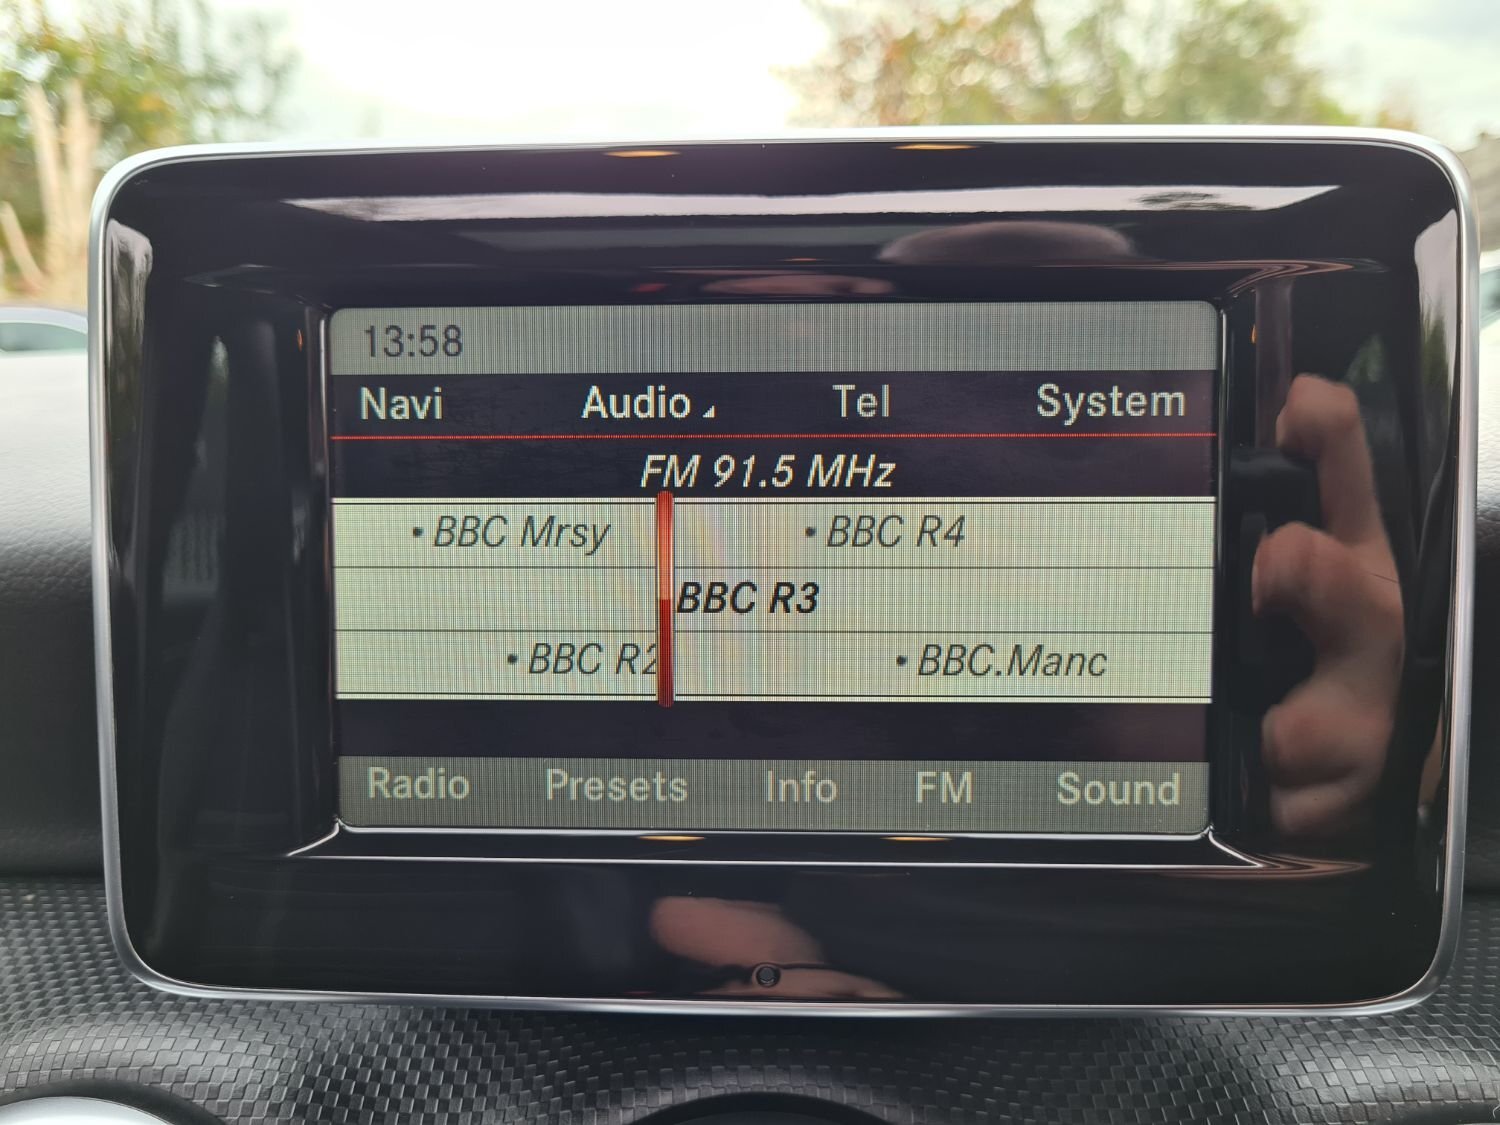 13:58
Navi Audio Tel System
FM 91.5 MHz
• BBC Mrsy • BBC R4
BBC R3
• BBC R2 • BBC.Manc
Radio Presets Info FM Sound